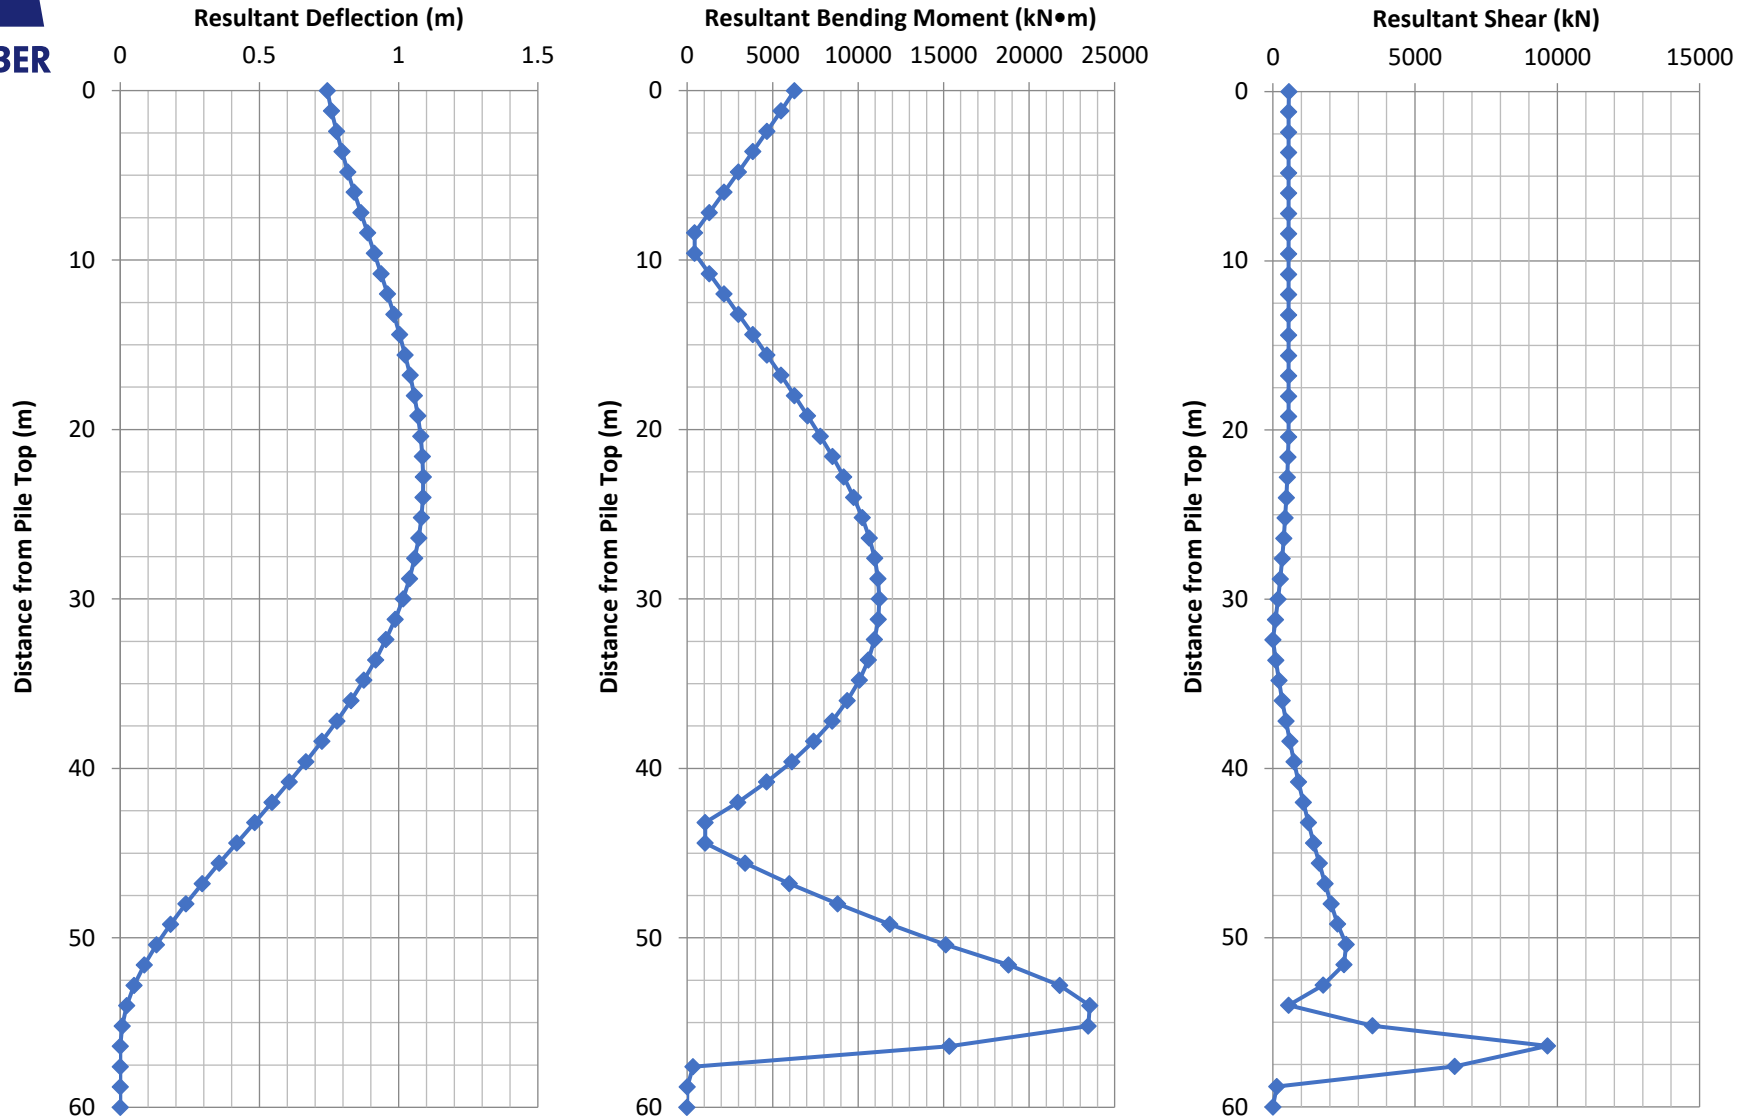 Resultant Deflection (m)
0 0.5 1 1.5
0
10
20
30
40
50
60
Distance from Pile Top (m)
Resultant Bending Moment (kN•m)
0 5000 10000 15000 20000 25000
0
10
20
30
40
50
60
Distance from Pile Top (m)
Resultant Shear (kN)
0 5000 10000 15000
0
10
20
30
40
50
60
Distance from Pile Top (m)
BER